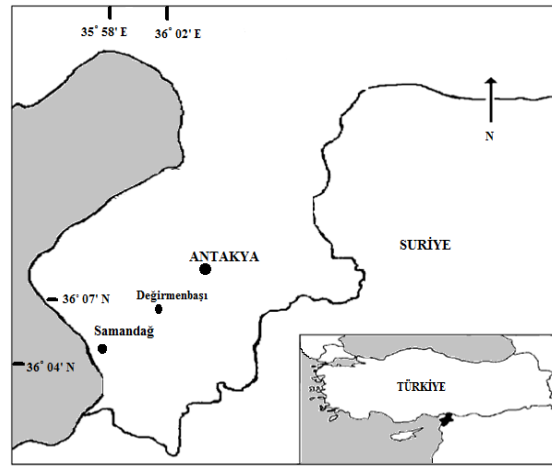 35° 58' E
36° 02' E
N
ANTAKYA
SURİYE
Değirmenbaşı
36° 07' N
Samandağ
36° 04' N
TÜRKİYE